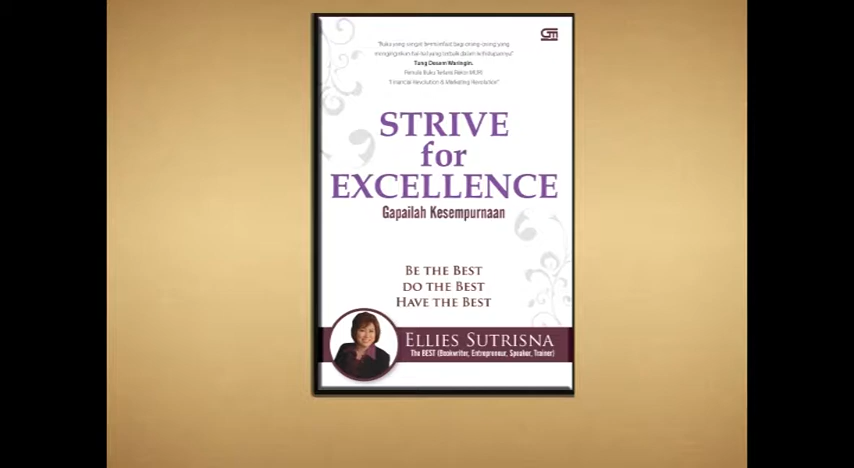 "Buku yang sangat bermanfaat bagi orang-orang yang
menginginkan hal-hal yang terbaik dalam kehidupannya"
Tung Desem Waringin,
Penulis Buku Terlaris Rekor MURI
"Financial Revolution & Marketing Revolution"
STRIVE
for
EXCELLENCE
Gapailah Kesempurnaan
BE THE BEST
DO THE BEST
HAVE THE BEST
ELLIES SUTRISNA
The BEST (Bookwriter, Entrepreneur, Speaker, Trainer)